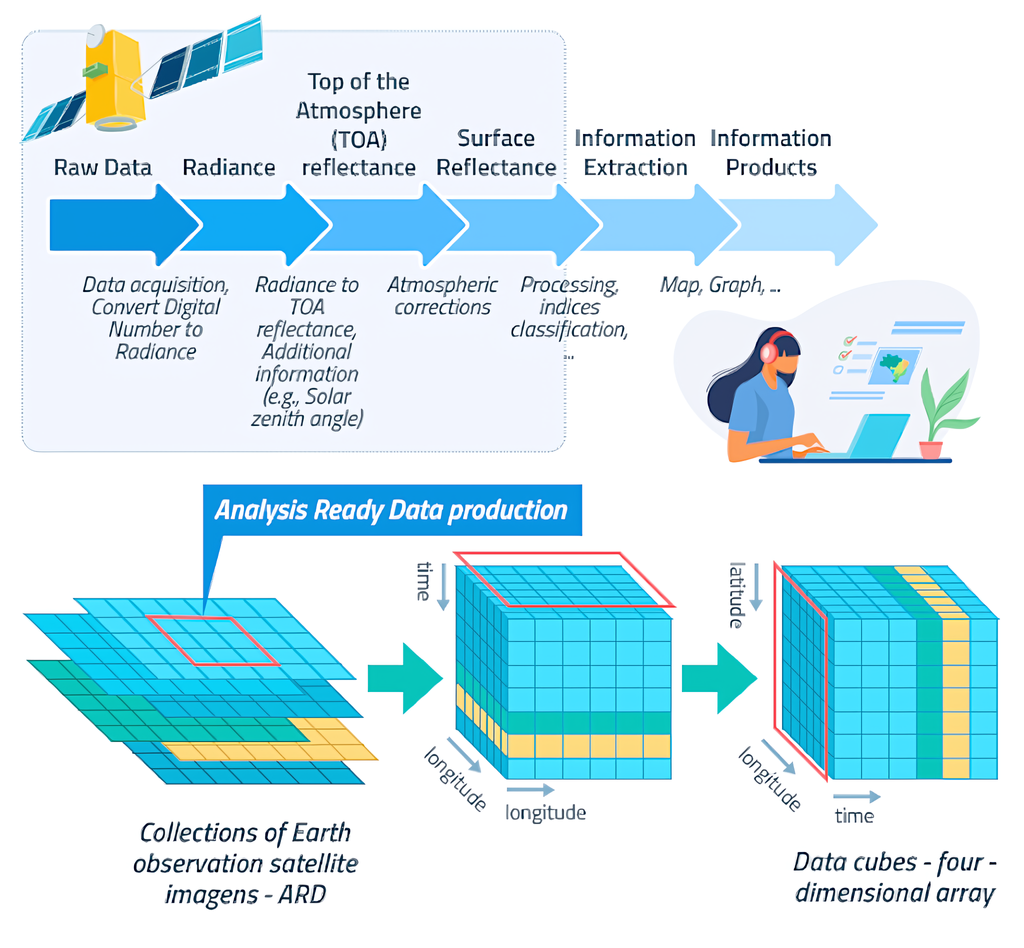 Top of the
Atmosphere
(TOA)
reflectance
Raw Data
Radiance
Surface
Reflectance
Information
Extraction
Information
Products
Data acquisition,
Convert Digital
Number to
Radiance
Radiance to
TOA
reflectance,
Additional
information
(e.g., Solar
zenith angle)
Atmospheric
corrections
Processing,
indices
classification,
...
Map, Graph, ...
Analysis Ready Data production
time
longitude
longitude
latitude
longitude
time
Collections of Earth
observation satellite
imagens - ARD
Data cubes - four -
dimensional array